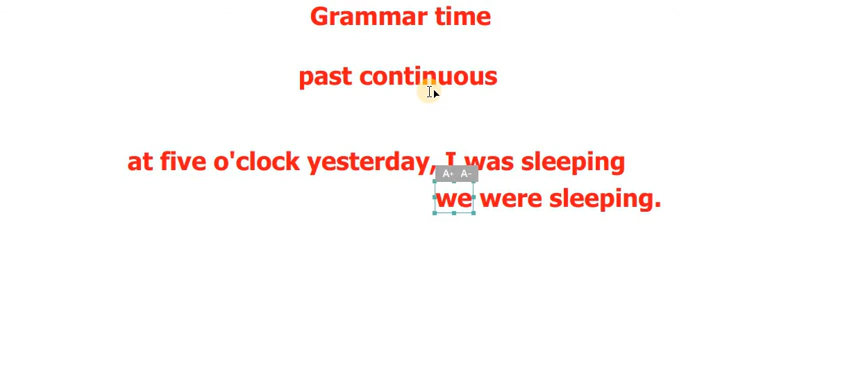 Grammar time
past continuous
at five o'clock yesterday, I was sleeping
A+ A-
we were sleeping.